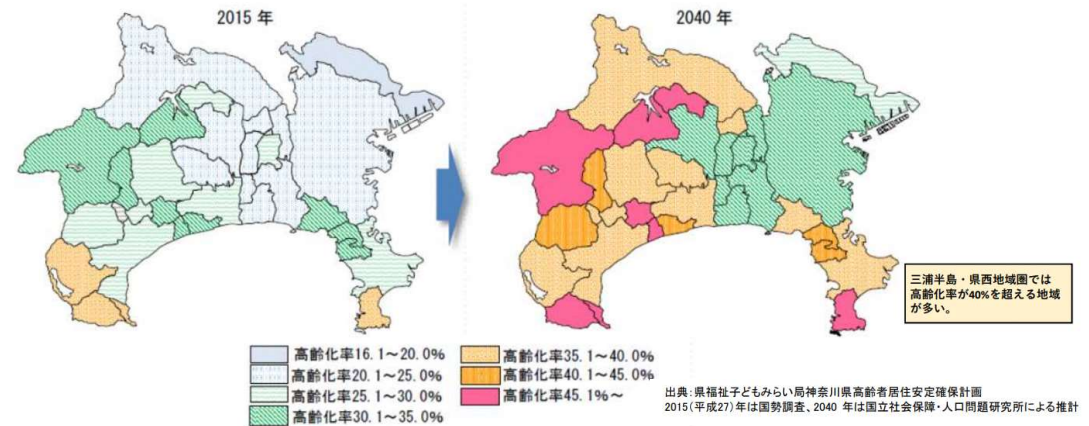 2015 年
2040 年
三浦半島・県西地域圏では
高齢化率が40%を超える地域
が多い。
高齢化率16.1～20.0%
高齢化率20.1～25.0%
高齢化率25.1～30.0%
高齢化率30.1～35.0%
高齢化率35.1～40.0%
高齢化率40.1～45.0%
高齢化率45.1%～
出典:県福祉子どもみらい局神奈川県高齢者居住安定確保計画
2015(平成27)年は国勢調査、2040 年は国立社会保障・人口問題研究所による推計